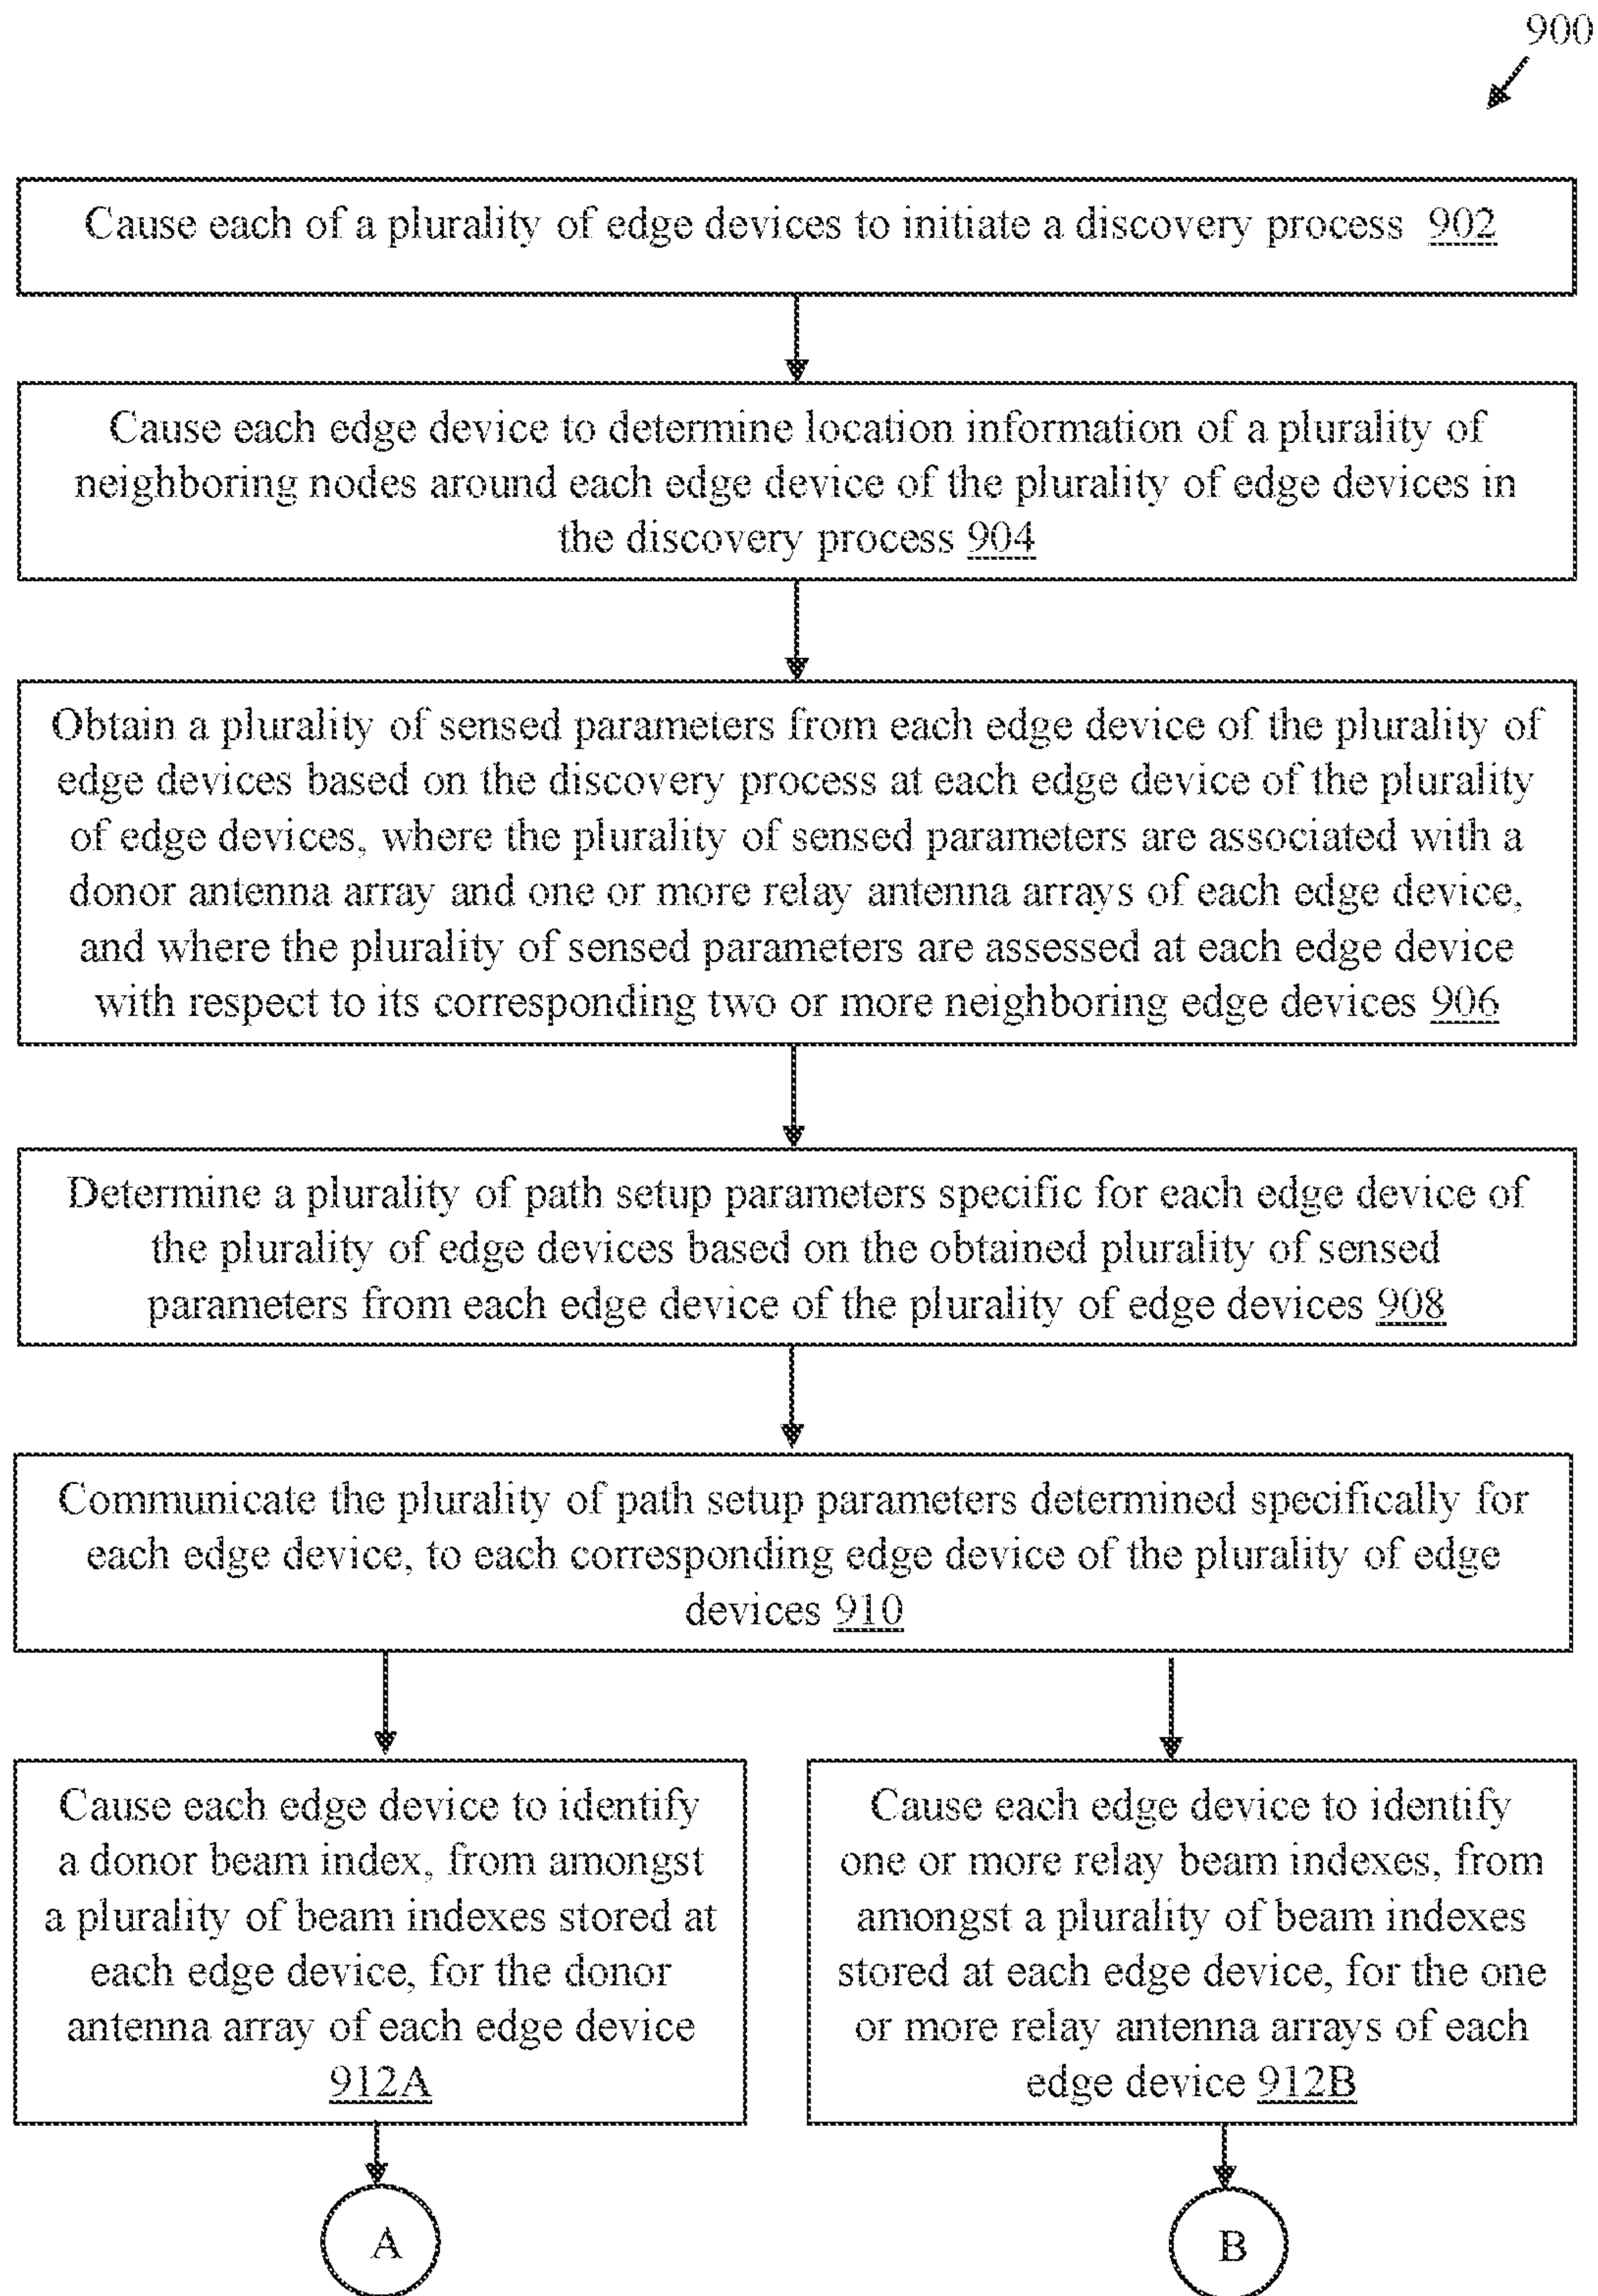 900
Cause each of a plurality of edge devices to initiate a discovery process 902
Cause each edge device to determine location information of a plurality of
neighboring nodes around each edge device of the plurality of edge devices in
the discovery process 904
Obtain a plurality of sensed parameters from each edge device of the plurality of
edge devices based on the discovery process at each edge device of the plurality
of edge devices, where the plurality of sensed parameters are associated with a
donor antenna array and one or more relay antenna arrays of each edge device,
and where the plurality of sensed parameters are assessed at each edge device
with respect to its corresponding two or more neighboring edge devices 906
Determine a plurality of path setup parameters specific for each edge device of
the plurality of edge devices based on the obtained plurality of sensed
parameters from each edge device of the plurality of edge devices 908
Communicate the plurality of path setup parameters determined specifically for
each edge device, to each corresponding edge device of the plurality of edge
devices 910
Cause each edge device to identify
a donor beam index, from amongst
a plurality of beam indexes stored at
each edge device, for the donor
antenna array of each edge device
912A
Cause each edge device to identify
one or more relay beam indexes, from
amongst a plurality of beam indexes
stored at each edge device, for the one
or more relay antenna arrays of each
edge device 912B
A
B